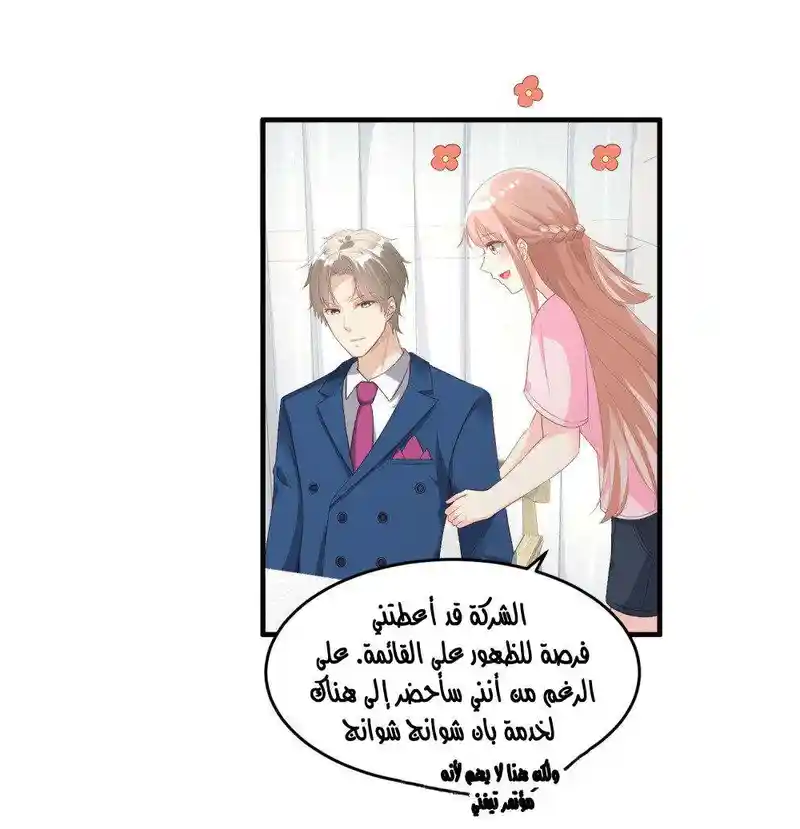 الشركة قد أعطتني
فرصة للظهور على القائمة. على
الرغم من أنني سأحضر إلى هناك
لخدمة بان شوانج شوانج
ولكن هذا لا يهم لأنه
مؤتمر تيفني